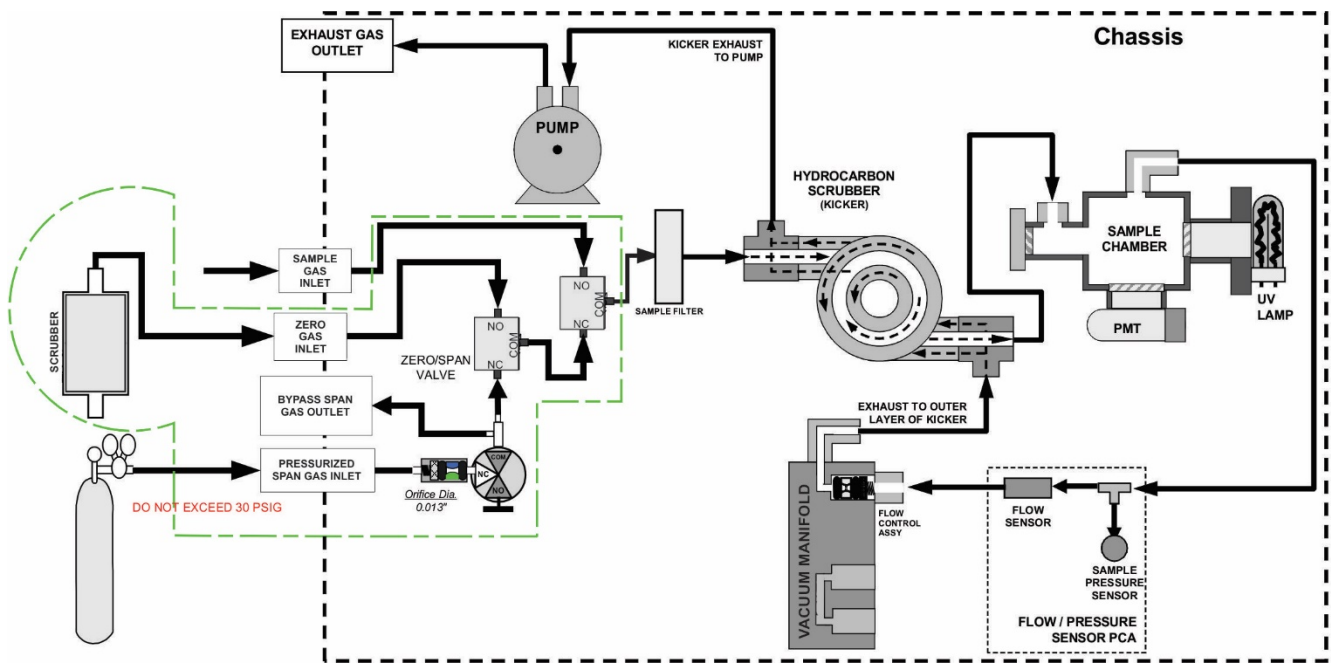 EXHAUST GAS
OUTLET
KICKER EXHAUST
TO PUMP
Chassis
PUMP
HYDROCARBON
SCRUBBER
(KICKER)
SAMPLE
CHAMBER
UV
LAMP
PMT
SAMPLE
GAS
INLET
NO
COM
NC
SAMPLE FILTER
SCRUBBER
ZERO
GAS
INLET
NO
COM
NC
ZERO/SPAN
VALVE
BYPASS SPAN
GAS OUTLET
EXHAUST TO OUTER
LAYER OF KICKER
PRESSURIZED
SPAN GAS INLET
COM
NC
NO
Orifice Dia.
0.013"
DO NOT EXCEED 30 PSIG
VACUUM MANIFOLD
FLOW
CONTROL
ASSY
FLOW
SENSOR
SAMPLE
PRESSURE
SENSOR
FLOW / PRESSURE
SENSOR PCA